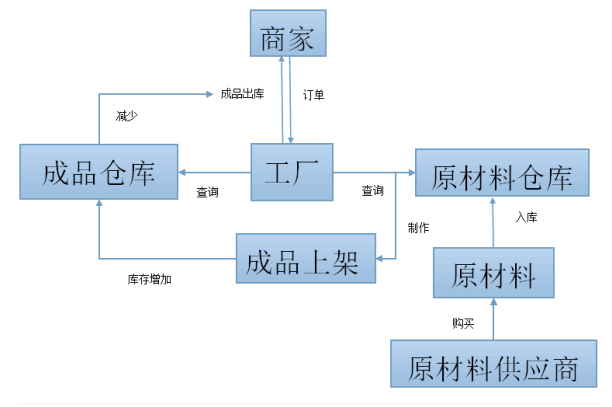 商家
成品出库
订单
减少
成品仓库
工厂
原材料仓库
查询
查询
制作
入库
成品上架
原材料
库存增加
购买
原材料供应商